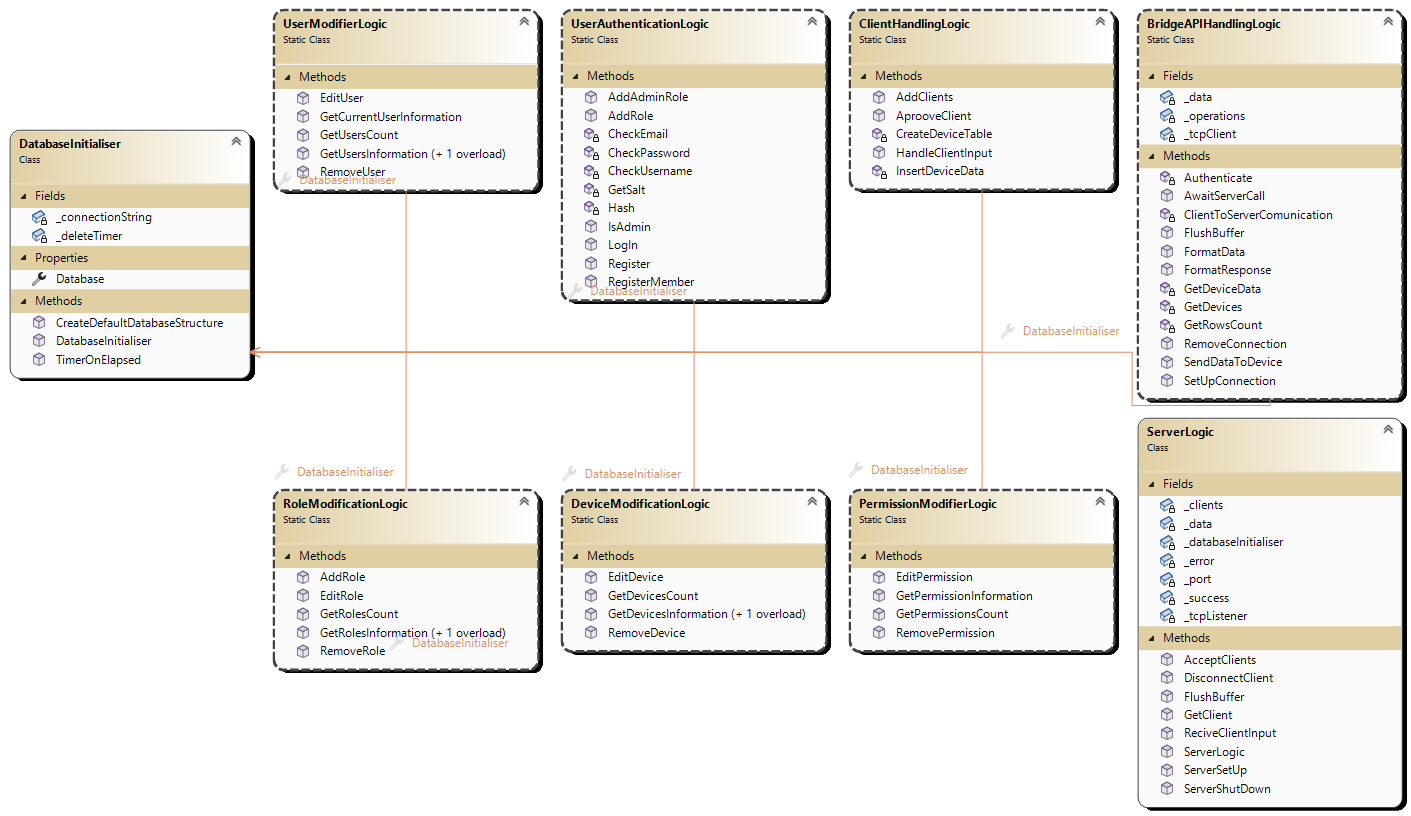 DatabaseInitialiser
Class
Fields
_connectionString
_deleteTimer
Properties
Database
Methods
CreateDefaultDatabaseStructure
DatabaseInitialiser
TimerOnElapsed
UserModifierLogic
Static Class
Methods
EditUser
GetCurrentUserInformation
GetUsersCount
GetUsersInformation (+ 1 overload)
RemoveUser
DatabaseInitialiser
UserAuthenticationLogic
Static Class
Methods
AddAdminRole
AddRole
CheckEmail
CheckPassword
CheckUsername
GetSalt
Hash
IsAdmin
LogIn
Register
RegisterMember
DatabaseInitialiser
ClientHandlingLogic
Static Class
Methods
AddClients
AprooveClient
CreateDeviceTable
HandleClientInput
InsertDeviceData
BridgeAPIHandlingLogic
Static Class
Fields
_data
_operations
_tcpClient
Methods
Authenticate
AwaitServerCall
ClientToServerComunication
FlushBuffer
FormatData
FormatResponse
GetDeviceData
GetDevices
GetRowsCount
RemoveConnection
SendDataToDevice
SetUpConnection
DatabaseInitialiser
DatabaseInitialiser
RoleModificationLogic
Static Class
Methods
AddRole
EditRole
GetRolesCount
GetRolesInformation (+ 1 overload)
RemoveRole
DatabaseInitialiser
DatabaseInitialiser
DeviceModificationLogic
Static Class
Methods
EditDevice
GetDevicesCount
GetDevicesInformation (+ 1 overload)
RemoveDevice
DatabaseInitialiser
PermissionModifierLogic
Static Class
Methods
EditPermission
GetPermissionInformation
GetPermissionsCount
RemovePermission
ServerLogic
Class
Fields
_clients
_data
_databaseInitialiser
_error
_port
_success
_tcpListener
Methods
AcceptClients
DisconnectClient
FlushBuffer
GetClient
ReciveClientInput
ServerLogic
ServerSetUp
ServerShutDown